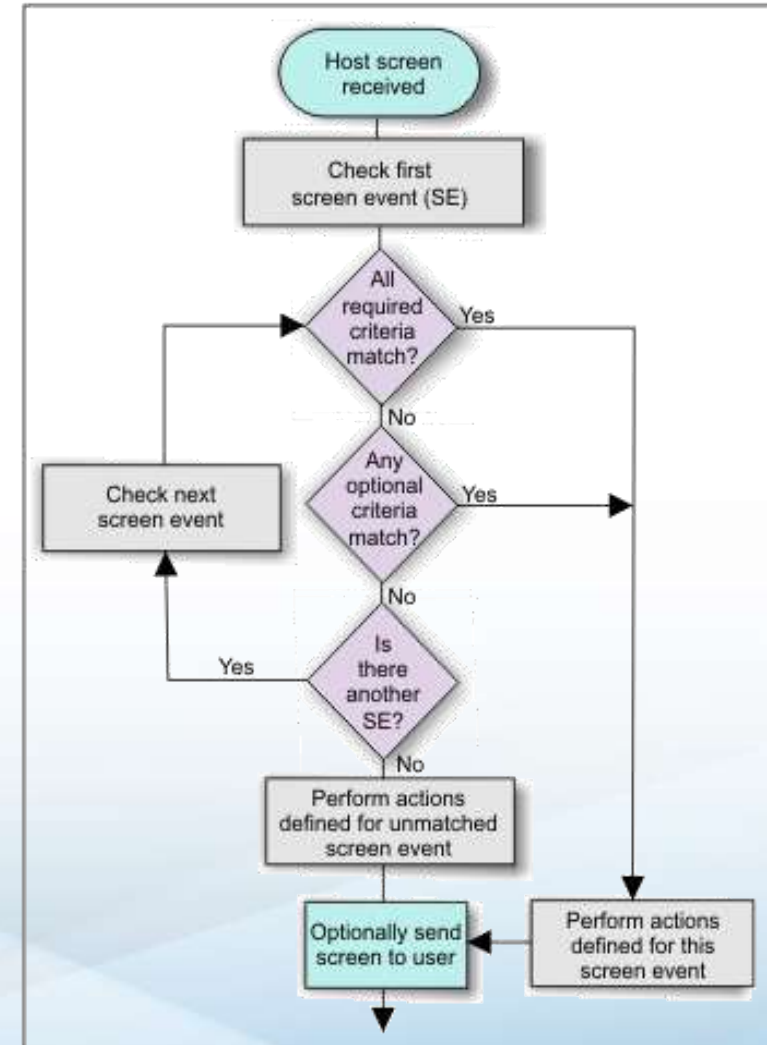 Host screen
received
Check first
screen event (SE)
All
required
criteria
match?
Yes
No
Any
optional
criteria
match?
Yes
Check next
screen event
No
Is
there
another
SE?
Yes
No
Perform actions
defined for unmatched
screen event
Optionally send
screen to user
Perform actions
defined for this
screen event